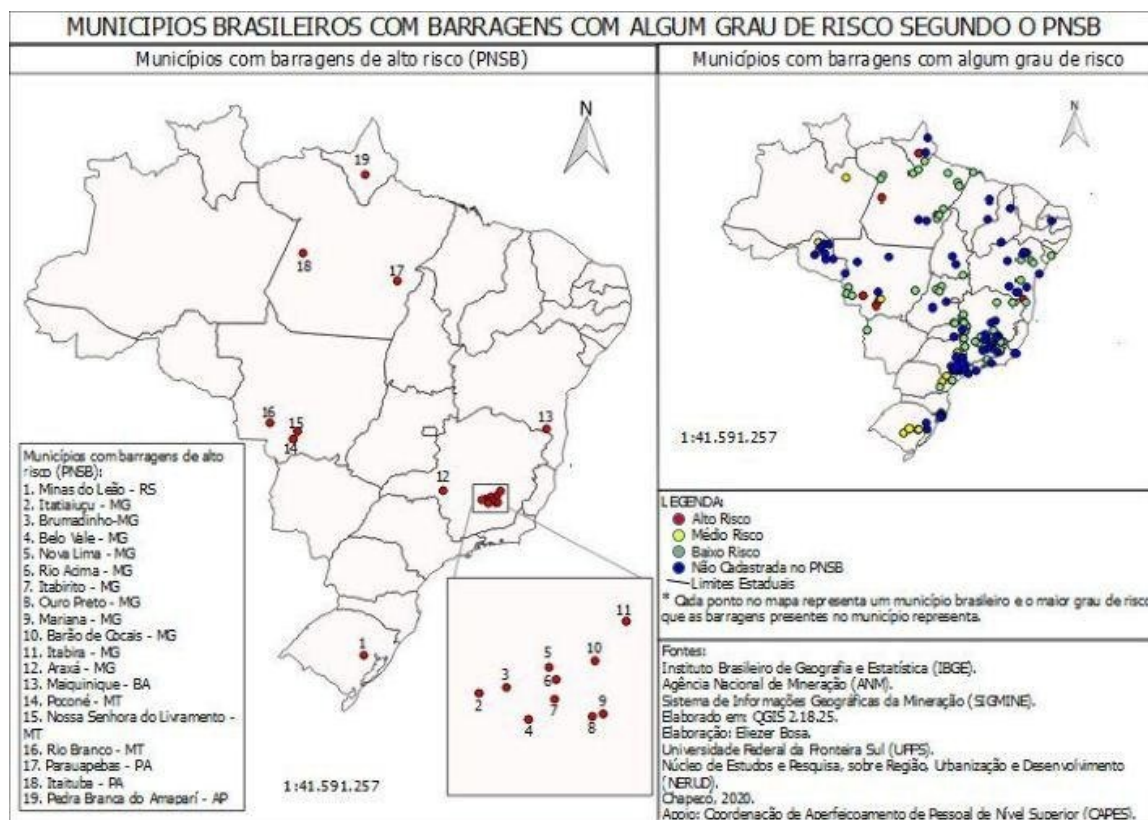 MUNICIPIOS BRASILEIROS COM BARRAGENS COM ALGUM GRAU DE RISCO SEGUNDO O PNSB
Municípios com barragens de alto risco (PNSB)
N
19
18
17
16
15
14
13
12
1
11
10
5
6
3
2
7
9
8
4
Municípios com barragens de alto
risco (PNSB):
1. Minas do Leão - RS
2. Itatiaiuçu - MG
3. Brumadinho-MG
4. Belo Vale - MG
5. Nova Lima - MG
6. Rio Acima - MG
7. Itabirito - MG
8. Ouro Preto - MG
9. Mariana - MG
10. Barão de Cocais - MG
11. Itabira - MG
12. Araxá - MG
13. Maiquinique - BA
14. Poconé - MT
15. Nossa Senhora do Livramento -
MT
16. Rio Branco - MT
17. Parauapebas - PA
18. Itaituba - PA
19. Pedra Branca do Amapari - AP
1:41.591.257
Municípios com barragens com algum grau de risco
N
1:41.591.257
LEGENDA:
Alto Risco
Médio Risco
Baixo Risco
Não Cadastrada no PNSB
Limites Estaduais
* Cada ponto no mapa representa um município brasileiro e o maior grau de risco
que as barragens presentes no município representa.
Fontes:
Instituto Brasileiro de Geografia e Estatística (IBGE).
Agência Nacional de Mineração (ANM).
Sistema de Informações Geográficas da Mineração (SIGMINE).
Elaborado em: QGIS 2.18.25.
Elaboração: Eliezer Bosa.
Universidade Federal da Fronteira Sul (UFFS).
Núcleo de Estudos e Pesquisa, sobre Região, Urbanização e Desenvolvimento
(NERUD).
Chapecó, 2020.
Apoio: Coordenação de Aperfeicoamento de Pessoal de Nível Superior (CAPES).